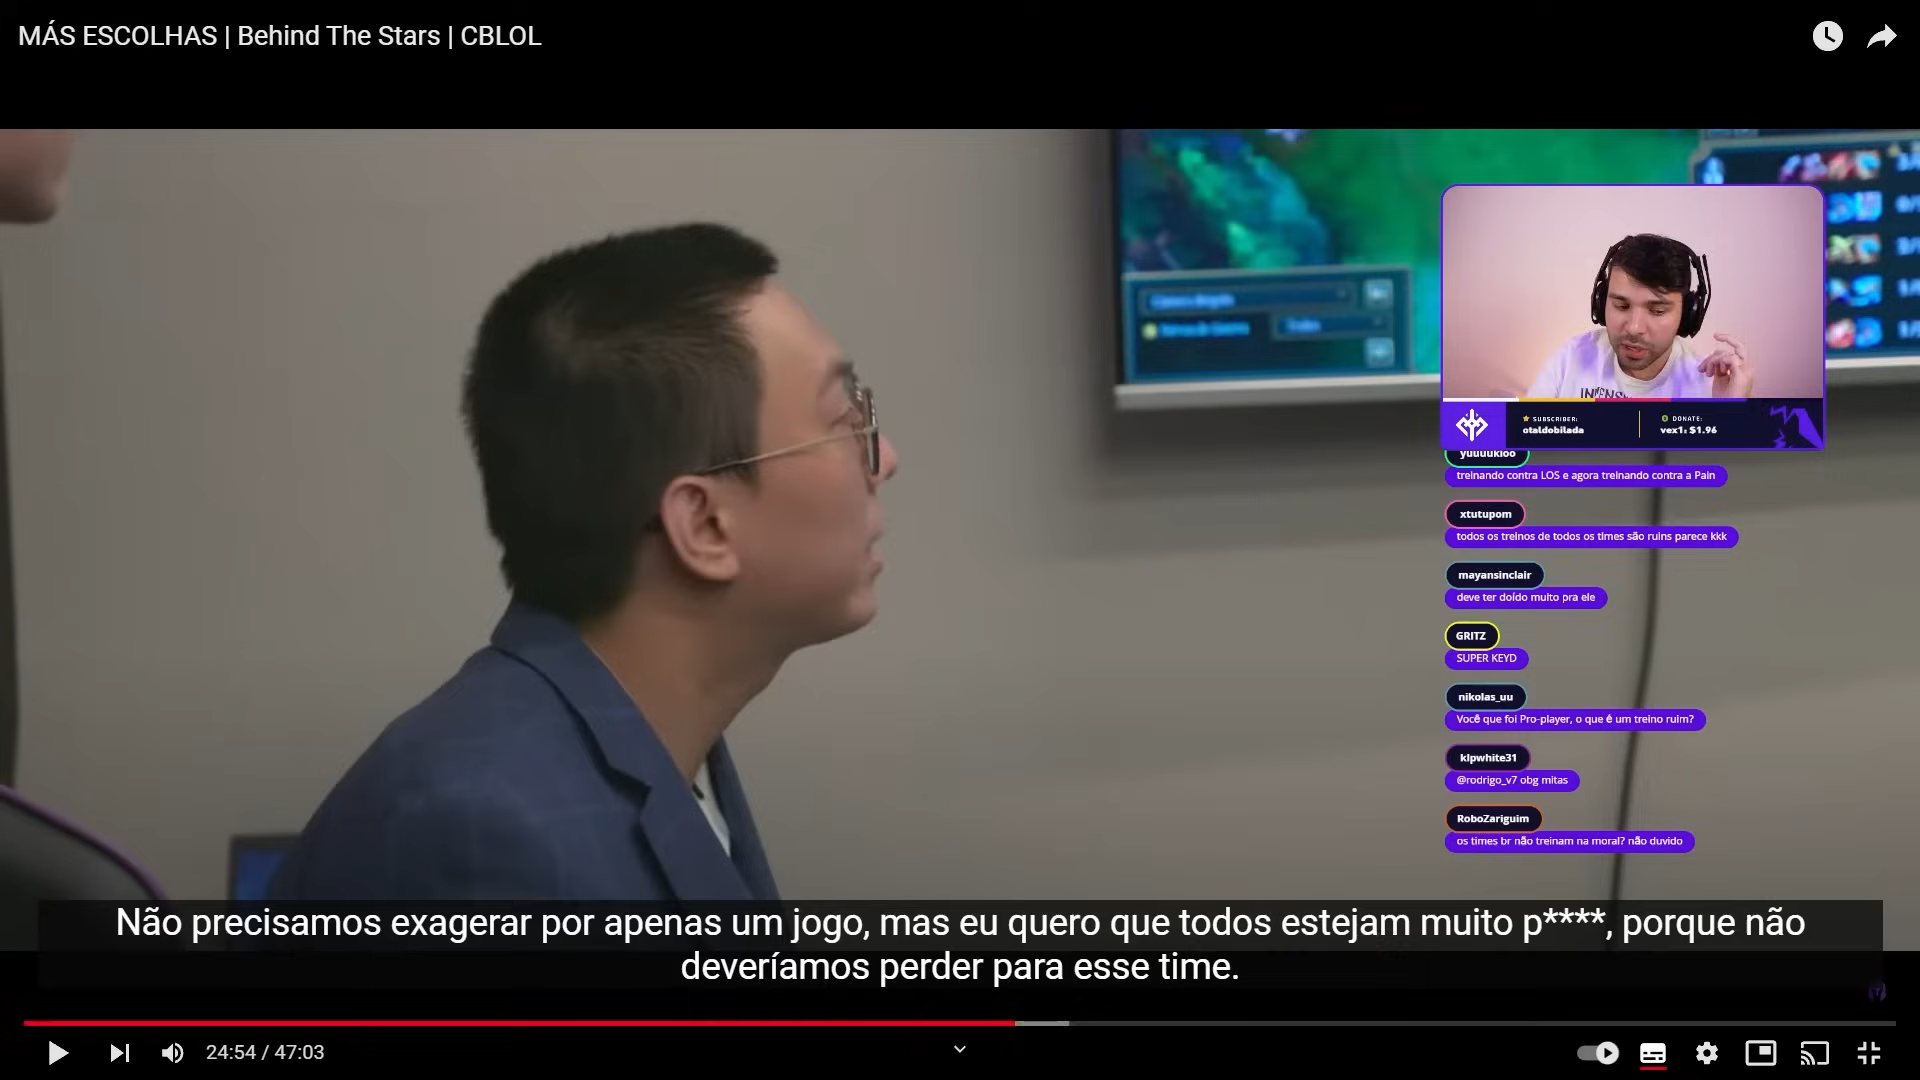 MÁS ESCOLHAS | Behind The Stars | CBLOL
SUBSCRIBER:
otaldobilada
DONATE:
vex1: $1.96
yuuuukioo
treinando contra LOS e agora treinando contra a Pain
xtutupom
todos os treinos de todos os times são ruins parece kkk
mayansinclair
deve ter doído muito pra ele
GRITZ
SUPER KEYD
nikolas_uu
Você que foi Pro-player, o que é um treino ruim?
klpwhite31
@rodrigo_v7 obg mitas
RoboZariguim
os times br não treinam na moral? não duvido
Não precisamos exagerar por apenas um jogo, mas eu quero que todos estejam muito p****, porque não
deveríamos perder para esse time.
24:54 / 47:03